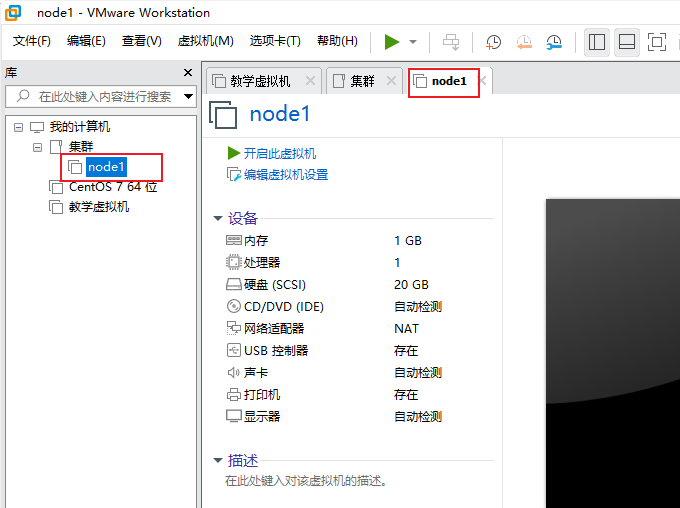 node1 - VMware Workstation
文件(F) 编辑(E) 查看(V) 虚拟机(M) 选项卡(T) 帮助(H)
库
在此处键入内容进行搜索
我的计算机
集群
node1
CentOS 7 64 位
教学虚拟机
教学虚拟机 集群 node1
node1
开启此虚拟机
编辑虚拟机设置
设备
内存 1 GB
处理器 1
硬盘 (SCSI) 20 GB
CD/DVD (IDE) 自动检测
网络适配器 NAT
USB 控制器 存在
声卡 自动检测
打印机 存在
显示器 自动检测
描述
在此处键入对该虚拟机的描述。